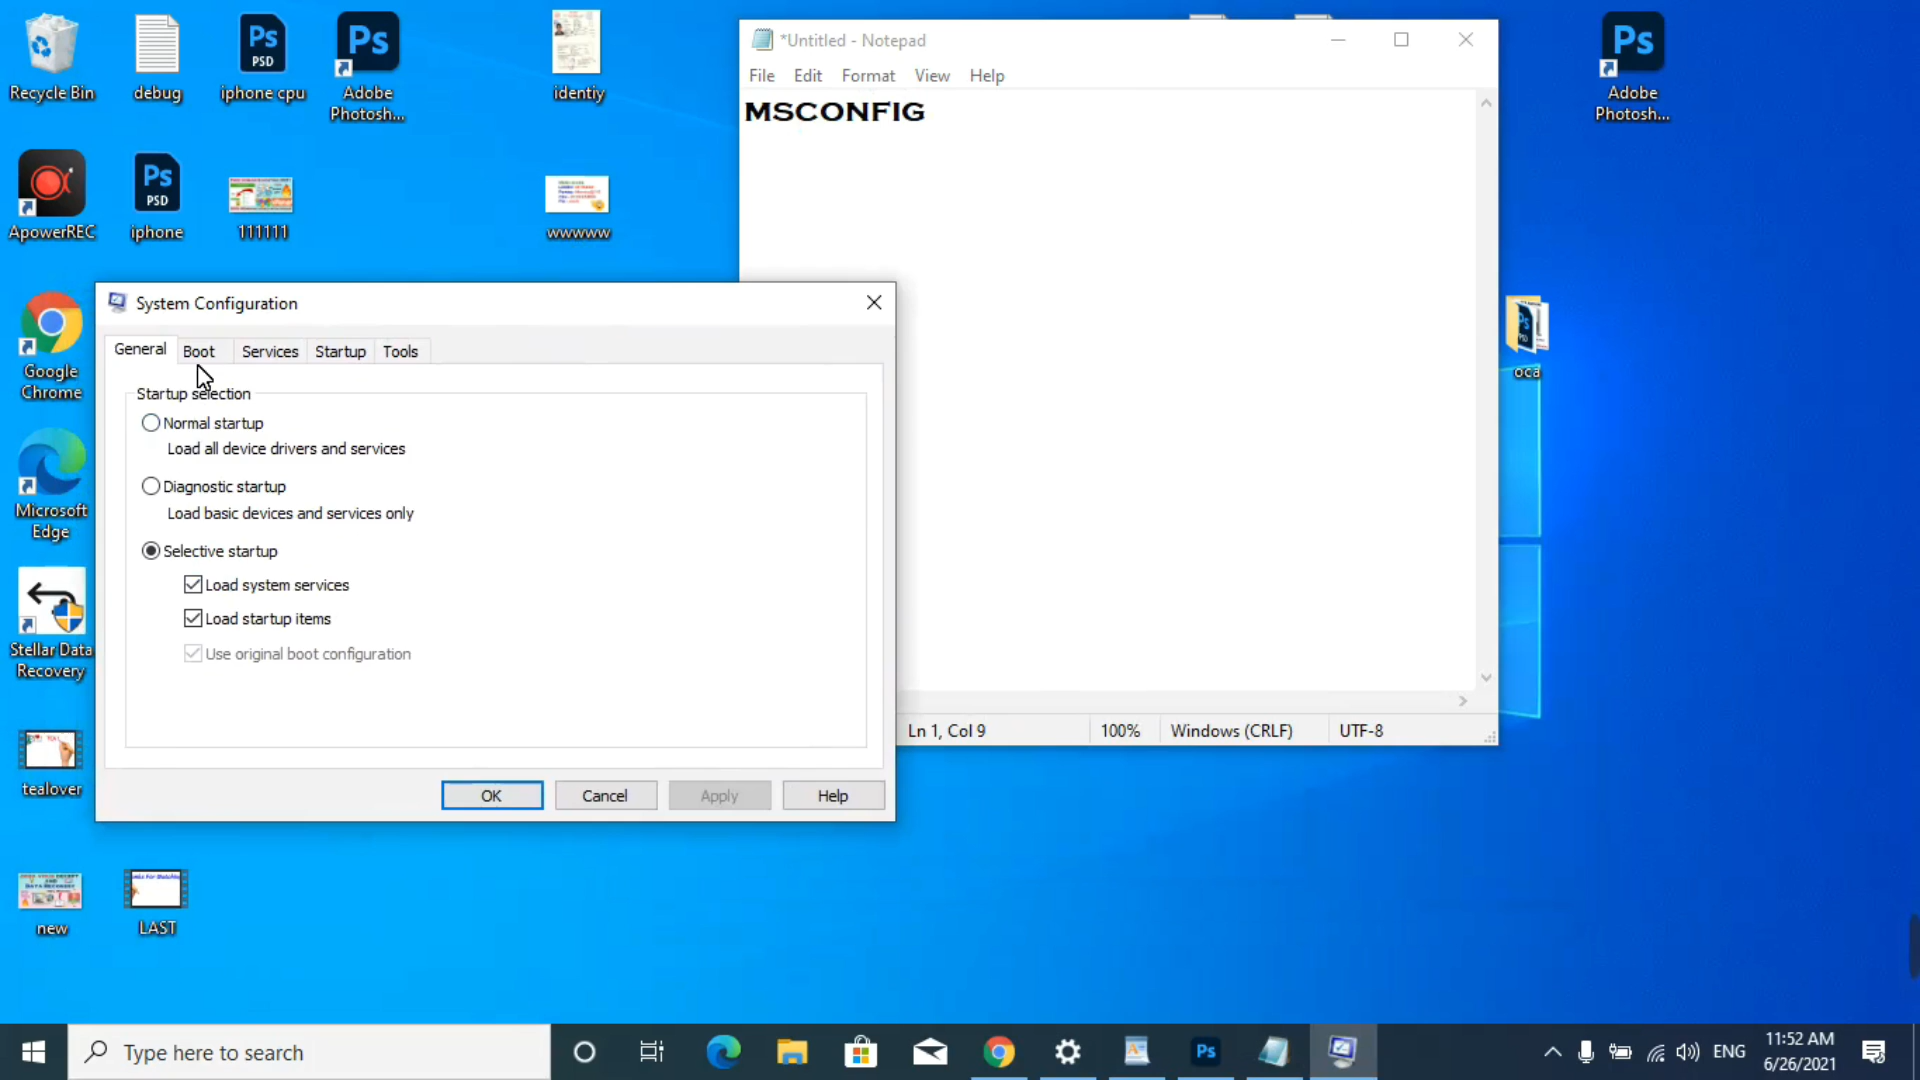 Recycle Bin
debug
PSD
iphone cpu
Adobe
Photosh...
identiy
ApowerREC
PSD
iphone
111111
wwwww
Google
Chrome
Microsoft
Edge
Stellar Data
Recovery
tealover
new
LAST
*Untitled - Notepad
File Edit Format View Help
MSCONFIG
Ln 1, Col 9 100% Windows (CRLF) UTF-8
Adobe
Photosh...
oca
System Configuration
General Boot Services Startup Tools
Startup selection
Normal startup
Load all device drivers and services
Diagnostic startup
Load basic devices and services only
Selective startup
Load system services
Load startup items
Use original boot configuration
OK Cancel Apply Help
Type here to search
ENG
11:52 AM
6/26/2021